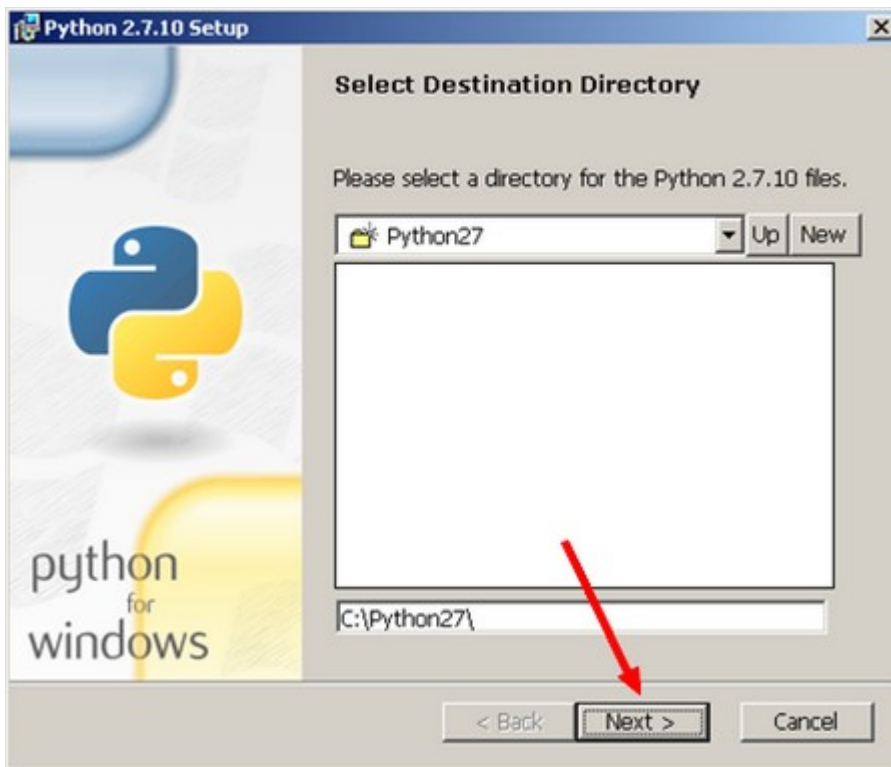 Python 2.7.10 Setup
Select Destination Directory
Please select a directory for the Python 2.7.10 files.
Python27
Up
New
C:\Python27\
python
for
windows
< Back
Next >
Cancel